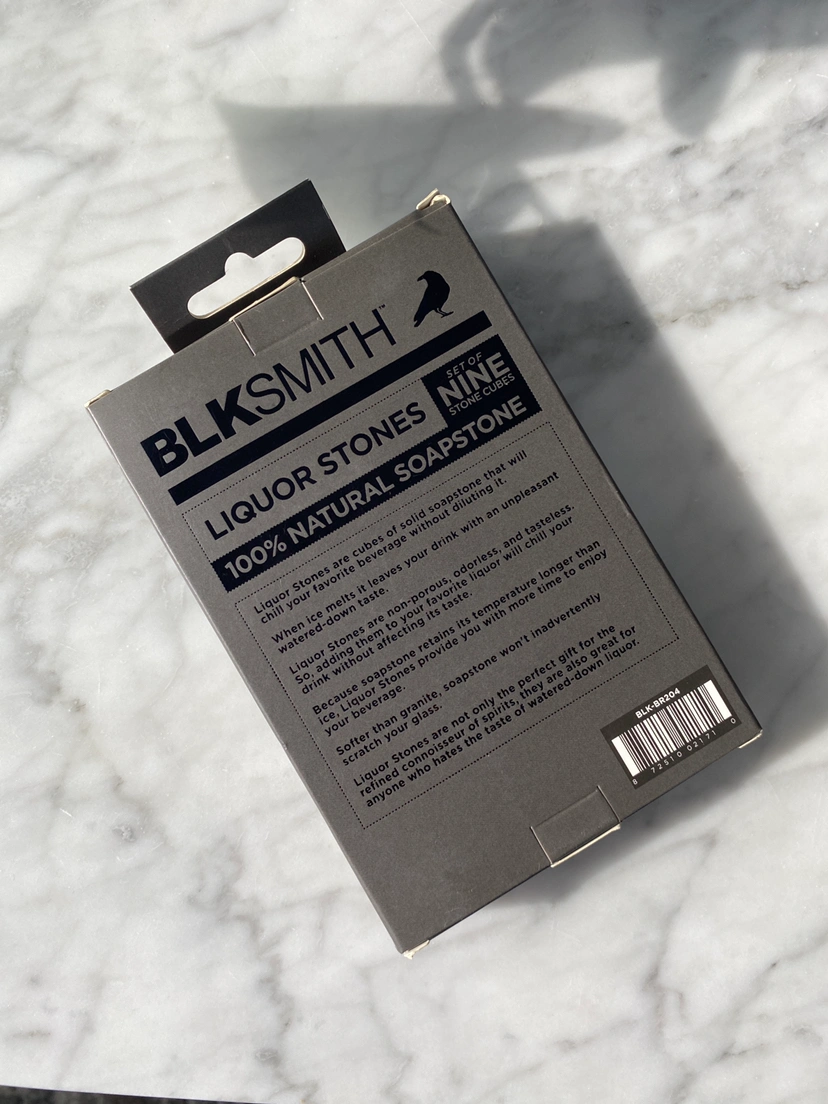 BLKSMITH™
LIQUOR STONES
SET OF
NINE
STONE CUBES
100% NATURAL SOAPSTONE
Liquor Stones are cubes of solid soapstone that will
chill your favorite beverage without diluting it.
When ice melts it leaves your drink with an unpleasant
watered-down taste.
Liquor Stones are non-porous, odorless, and tasteless.
So, adding them to your favorite liquor will chill your
drink without affecting its taste.
Because soapstone retains its temperature longer than
ice, Liquor Stones provide you with more time to enjoy
your beverage.
Softer than granite, soapstone won't inadvertently
scratch your glass.
Liquor Stones are not only the perfect gift for the
refined connoisseur of spirits, they are also great for
anyone who hates the taste of watered-down liquor.
BLK-BR204
8 72510 02171 0